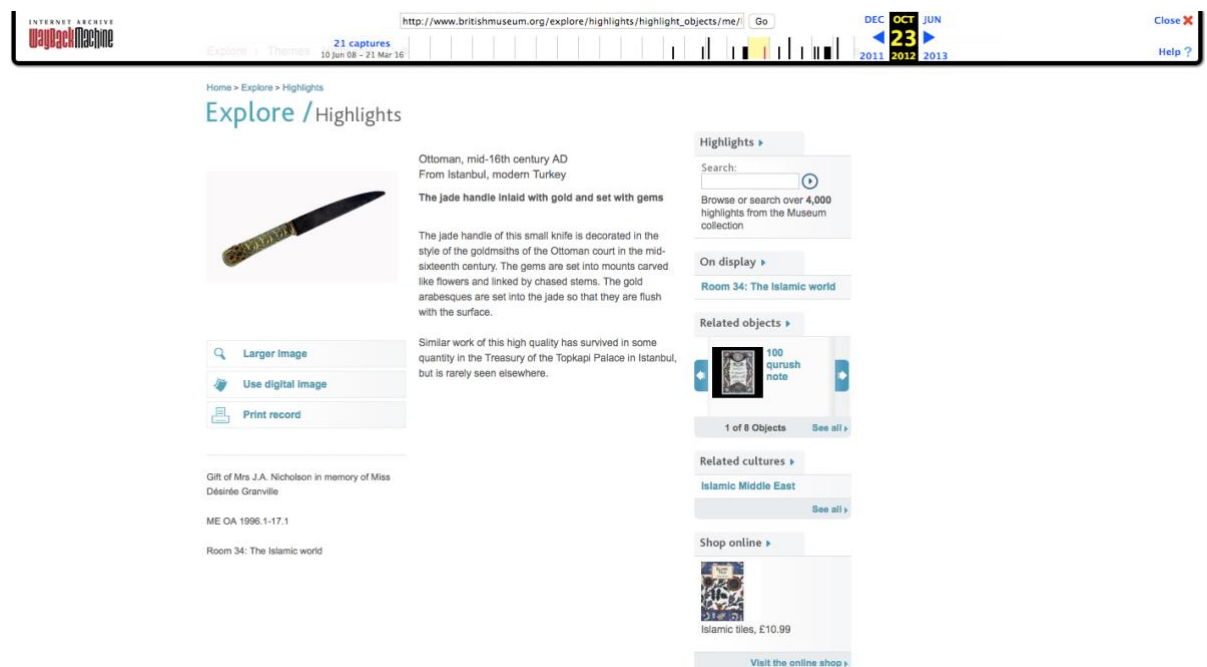 INTERNET ARCHIVE
WayBackMachine
http://www.britishmuseum.org/explore/highlights/highlight_objects/me/
Go
21 captures
10 Jun 08 - 21 Mar 16
DEC OCT JUN
23
2011 2012 2013
Close
Help ?
Explore > Themes
Home > Explore > Highlights
Explore / Highlights
Ottoman, mid-16th century AD
From Istanbul, modern Turkey
The jade handle inlaid with gold and set with gems
The jade handle of this small knife is decorated in the
style of the goldmsiths of the Ottoman court in the mid-
sixteenth century. The gems are set into mounts carved
like flowers and linked by chased stems. The gold
arabesques are set into the jade so that they are flush
with the surface.
Similar work of this high quality has survived in some
quantity in the Treasury of the Topkapi Palace in Istanbul,
but is rarely seen elsewhere.
Larger image
Use digital image
Print record
Gift of Mrs J.A. Nicholson in memory of Miss
Désirée Granville
ME OA 1996.1-17.1
Room 34: The Islamic world
Highlights
Search:
Browse or search over 4,000
highlights from the Museum
collection
On display
Room 34: The Islamic world
Related objects
100
qurush
note
1 of 8 Objects See all
Related cultures
Islamic Middle East
See all
Shop online
Islamic tiles, £10.99
Visit the online shop